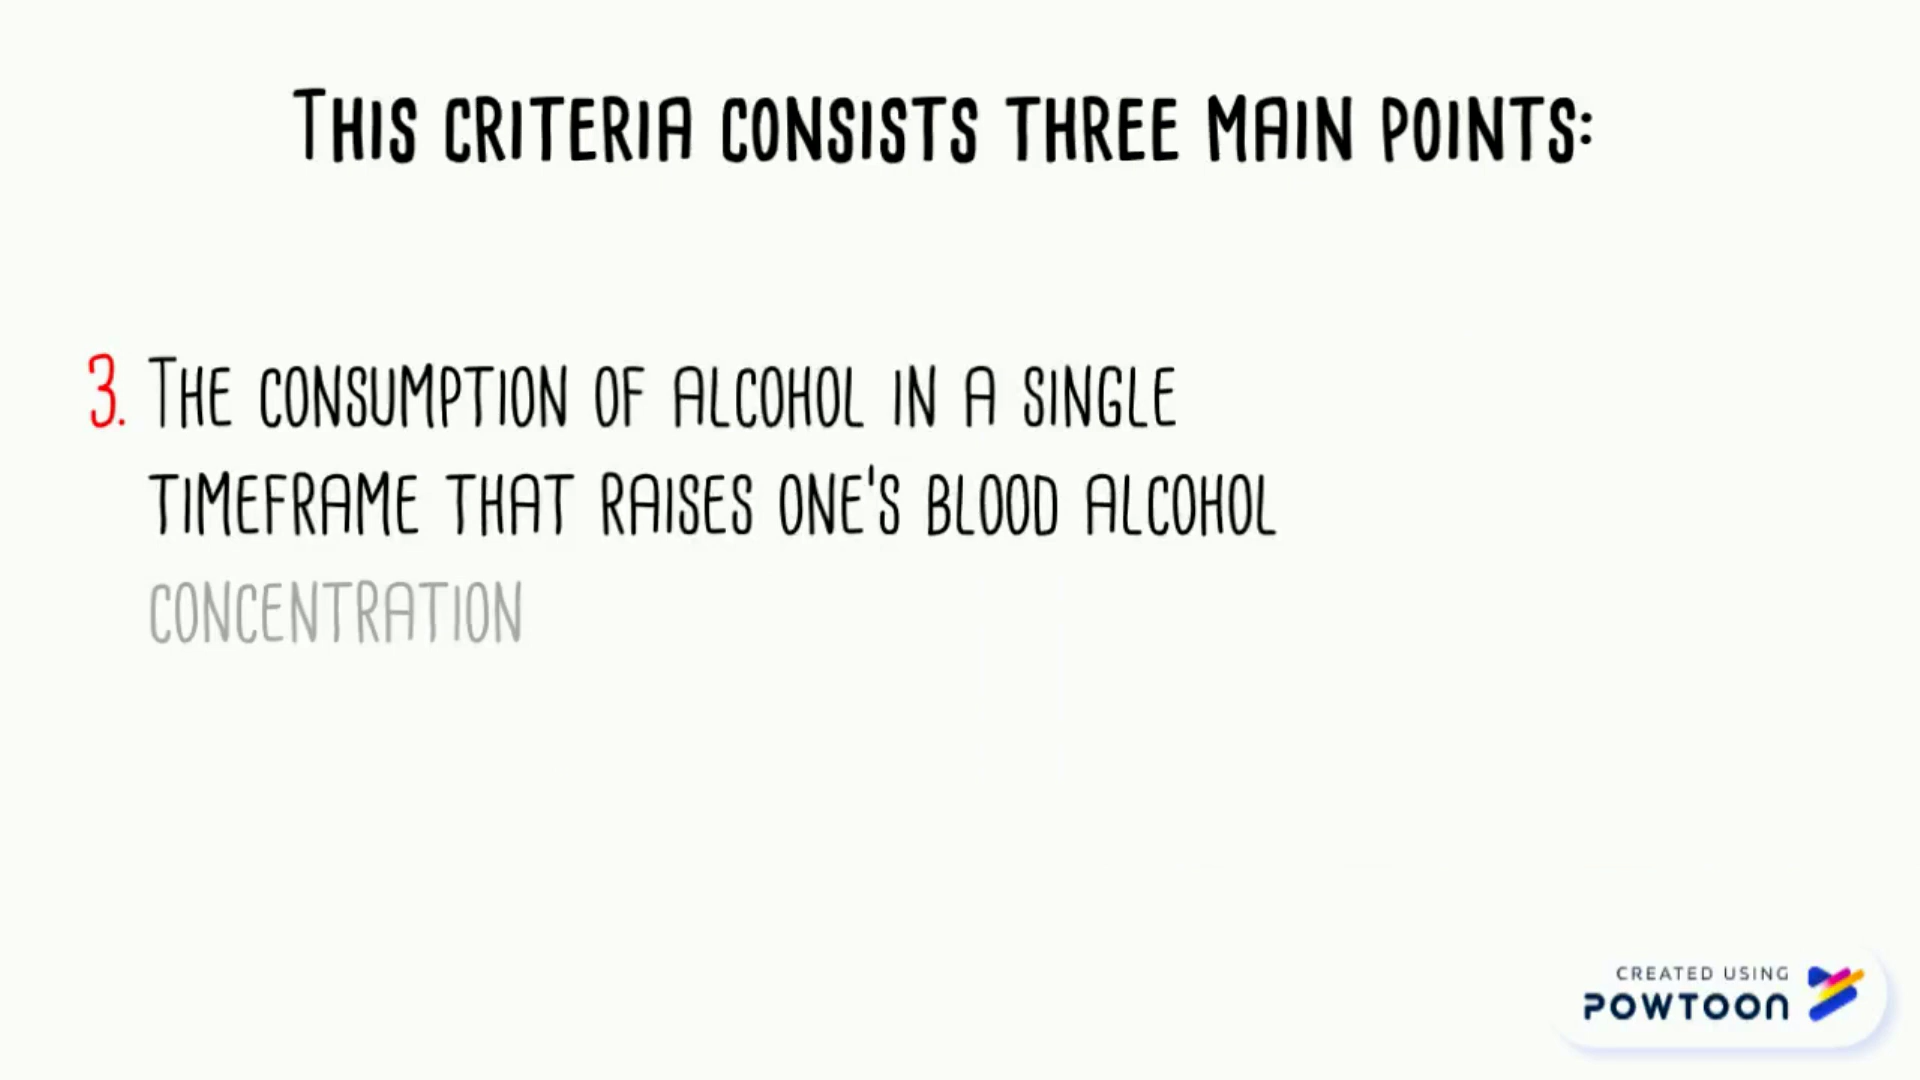 This criteria consists three main points:
3. The consumption of alcohol in a single
timeframe that raises one's blood alcohol
concentration
CREATED USING
POWTOON